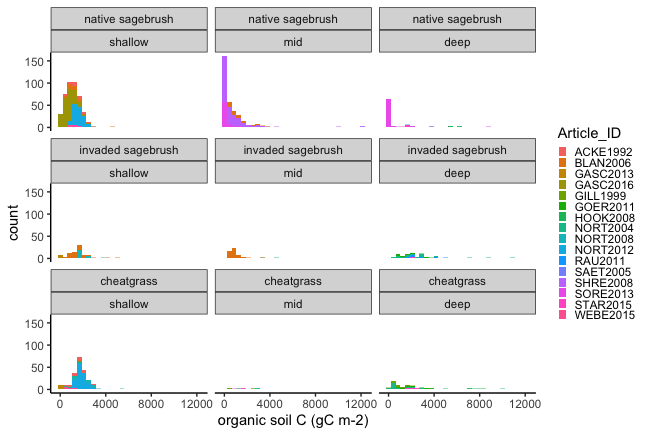 native sagebrush native sagebrush native sagebrush
shallow mid deep
150
100
50
0
invaded sagebrush invaded sagebrush invaded sagebrush
shallow mid deep
150
100
50
0
cheatgrass cheatgrass cheatgrass
shallow mid deep
150
100
50
0
0 4000 8000 12000 0 4000 8000 12000 0 4000 8000 12000
organic soil C (gC m-2)
count
Article_ID
ACKE1992
BLAN2006
GASC2013
GASC2016
GILL1999
GOER2011
HOOK2008
NORT2004
NORT2008
NORT2012
RAU2011
SAET2005
SHRE2008
SORE2013
STAR2015
WEBE2015